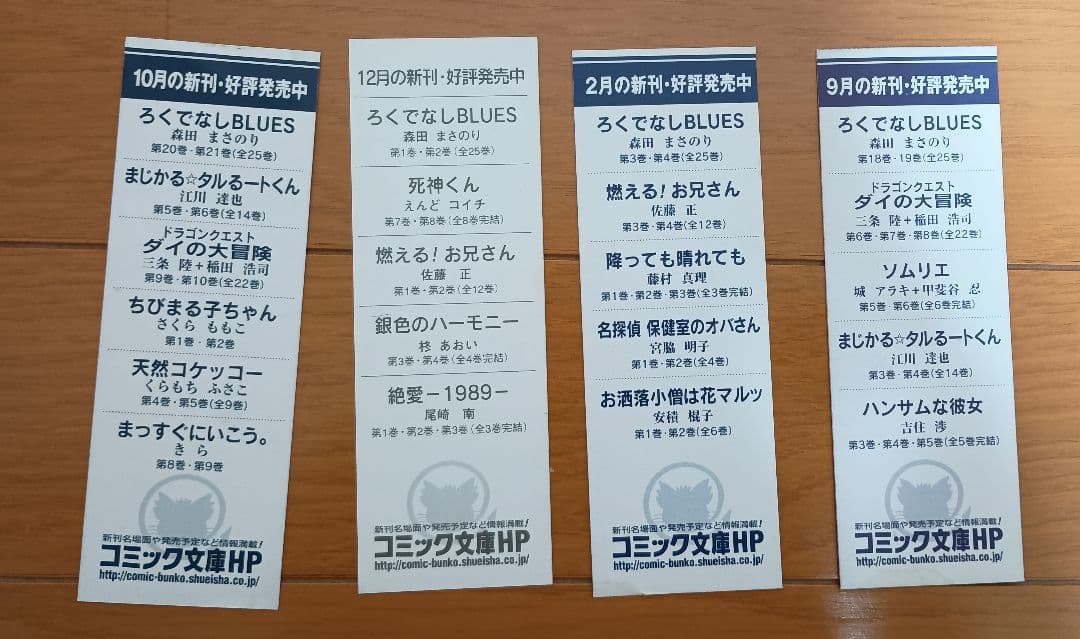 10月の新刊・好評発売中
ろくでなしBLUES
森田 まさのり
第20巻・第21巻(全25巻)
まじかる☆タルるートくん
江川 達也
第5巻・第6巻(全14巻)
ドラゴンクエスト
ダイの大冒険
三条 陸+稲田 浩司
第9巻・第10巻(全22巻)
ちびまる子ちゃん
さくら ももこ
第1巻・第2巻
天然コケッコー
くらもち ふさこ
第4巻・第5巻(全9巻)
まっすぐにいこう。
きら
第8巻・第9巻
新刊名場面や発売予定など情報満載!
コミック文庫HP
http://comic-bunko.shueisha.co.jp/
12月の新刊・好評発売中
ろくでなしBLUES
森田 まさのり
第1巻・第2巻(全25巻)
死神くん
えんど コイチ
第7巻・第8巻(全8巻完結)
燃える!お兄さん
佐藤 正
第1巻・第2巻(全12巻)
銀色のハーモニー
柊 あおい
第3巻・第4巻(全4巻完結)
絶愛-1989-
尾崎 南
第1巻・第2巻・第3巻(全3巻完結)
新刊名場面や発売予定など情報満載!
コミック文庫HP
http://comic-bunko.shueisha.co.jp/
2月の新刊・好評発売中
ろくでなしBLUES
森田 まさのり
第3巻・第4巻(全25巻)
燃える!お兄さん
佐藤 正
第3巻・第4巻(全12巻)
降っても晴れても
藤村 真理
第1巻・第2巻・第3巻(全3巻完結)
名探偵 保健室のオバさん
宮脇 明子
第1巻・第2巻(全4巻)
お洒落小僧は花マルッ
安積 棍子
第1巻・第2巻(全6巻)
新刊名場面や発売予定など情報満載!
コミック文庫HP
http://comic-bunko.shueisha.co.jp/
9月の新刊・好評発売中
ろくでなしBLUES
森田 まさのり
第18巻・19巻(全25巻)
ドラゴンクエスト
ダイの大冒険
三条 陸+稲田 浩司
第6巻・第7巻・第8巻(全22巻)
ソムリエ
城 アラキ+甲斐谷 忍
第5巻・第6巻(全6巻完結)
まじかる☆タルるートくん
江川 達也
第3巻・第4巻(全14巻)
ハンサムな彼女
吉住 渉
第3巻・第4巻・第5巻(全5巻完結)
新刊名場面や発売予定など情報満載!
コミック文庫HP
http://comic-bunko.shueisha.co.jp/